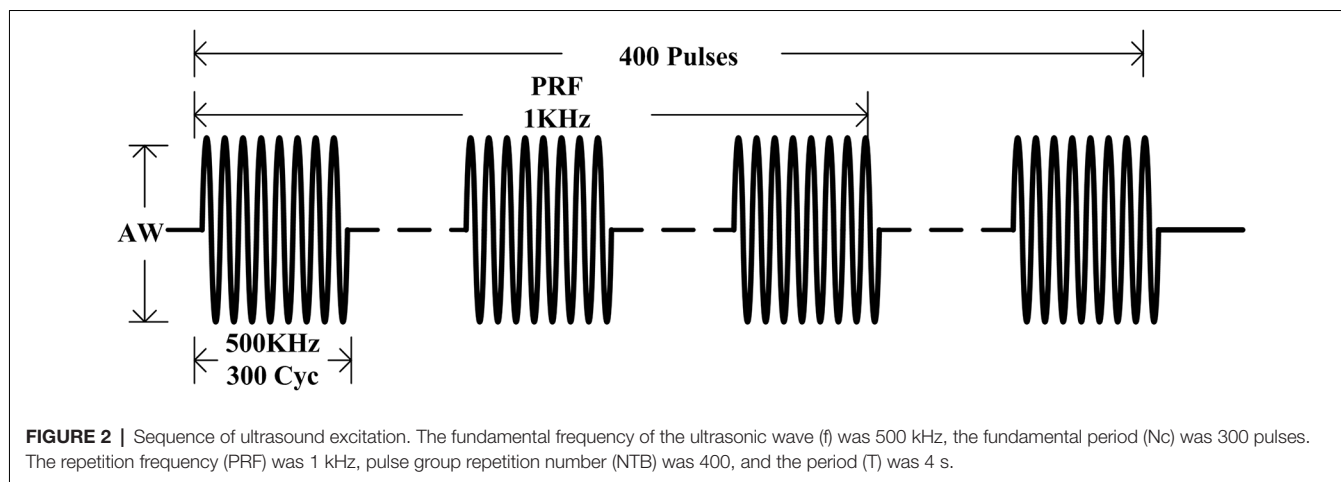 400 Pulses
PRF
1KHz
AW
500KHz
300 Cyc
FIGURE 2 | Sequence of ultrasound excitation. The fundamental frequency of the ultrasonic wave (f) was 500 kHz, the fundamental period (Nc) was 300 pulses.
The repetition frequency (PRF) was 1 kHz, pulse group repetition number (NTB) was 400, and the period (T) was 4 s.